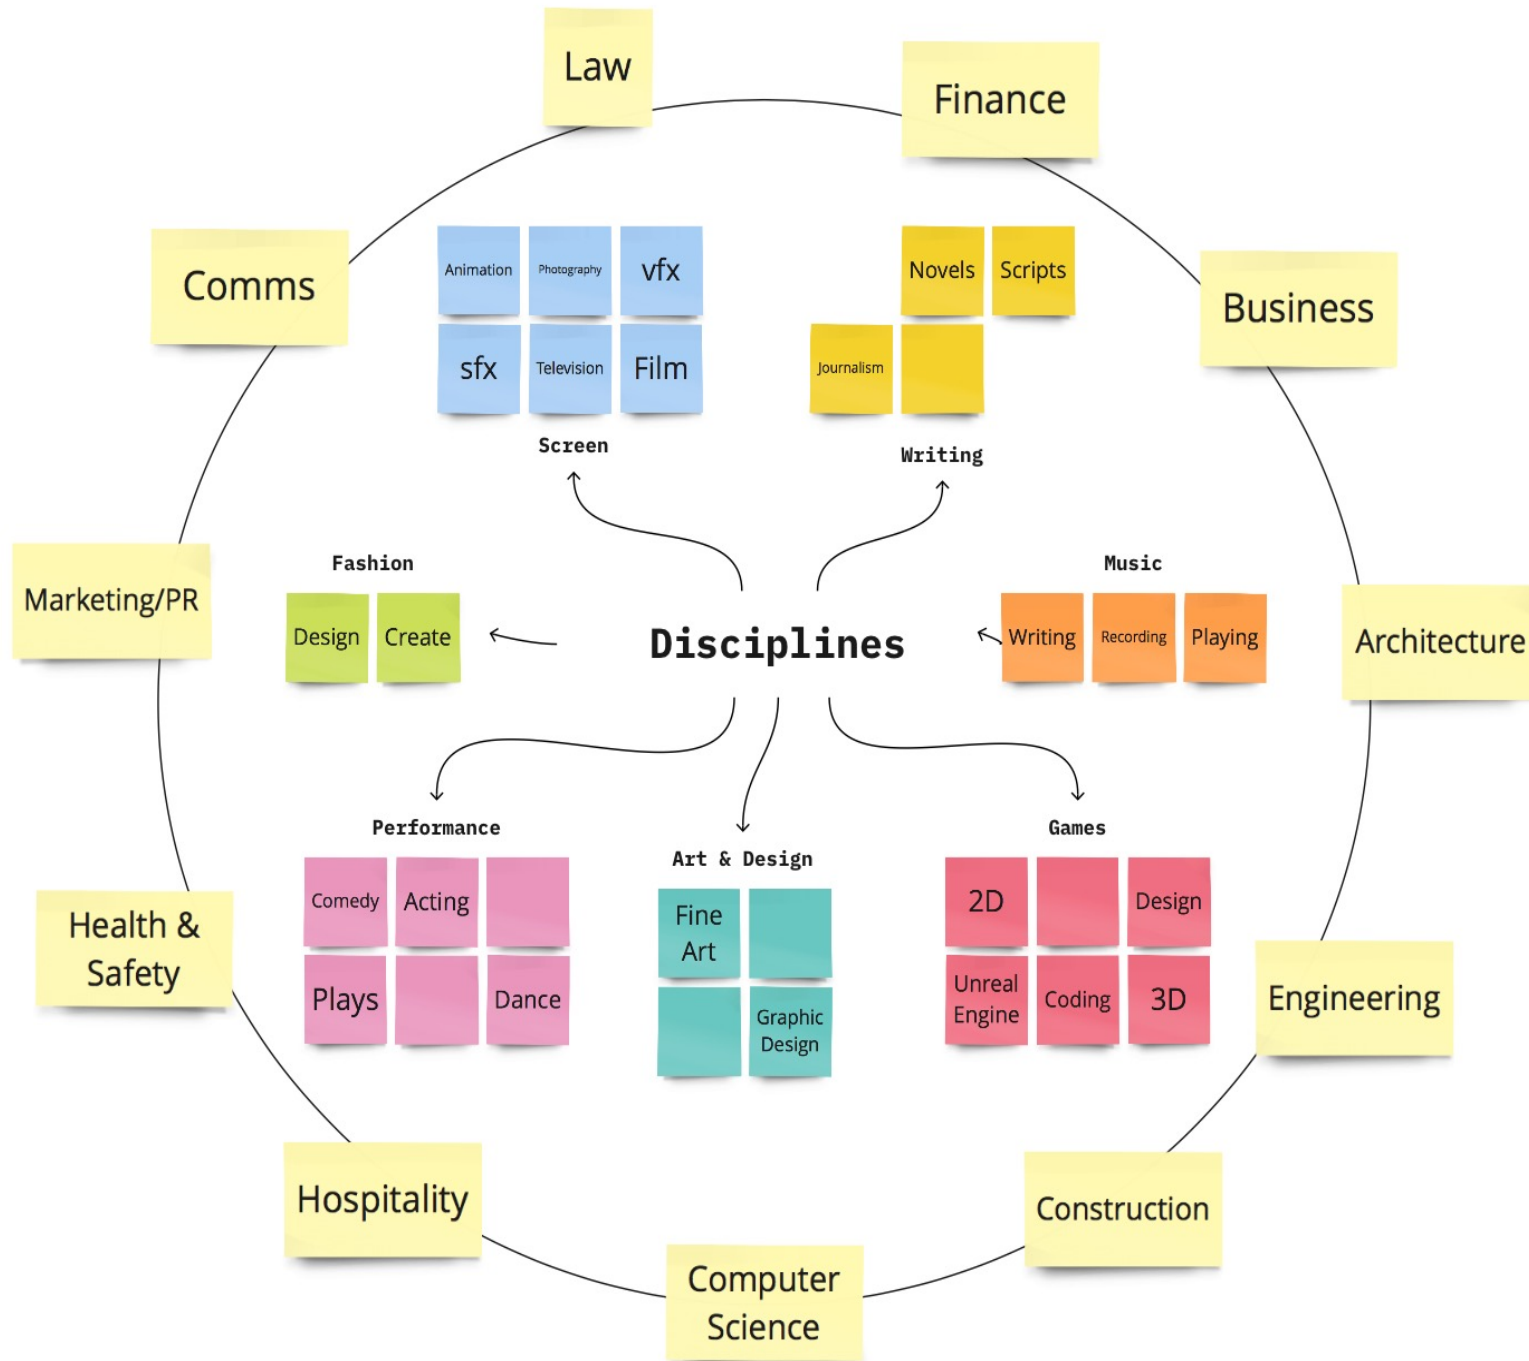 Law
Finance
Comms
Business
Animation
Photography
vfx
sfx
Television
Film
Screen
Novels
Scripts
Journalism
Writing
Marketing/PR
Fashion
Design
Create
Disciplines
Music
Writing
Recording
Playing
Architecture
Performance
Comedy
Acting
Plays
Dance
Art & Design
Fine
Art
Graphic
Design
Games
2D
Design
Unreal
Engine
Coding
3D
Health &
Safety
Engineering
Hospitality
Construction
Computer
Science